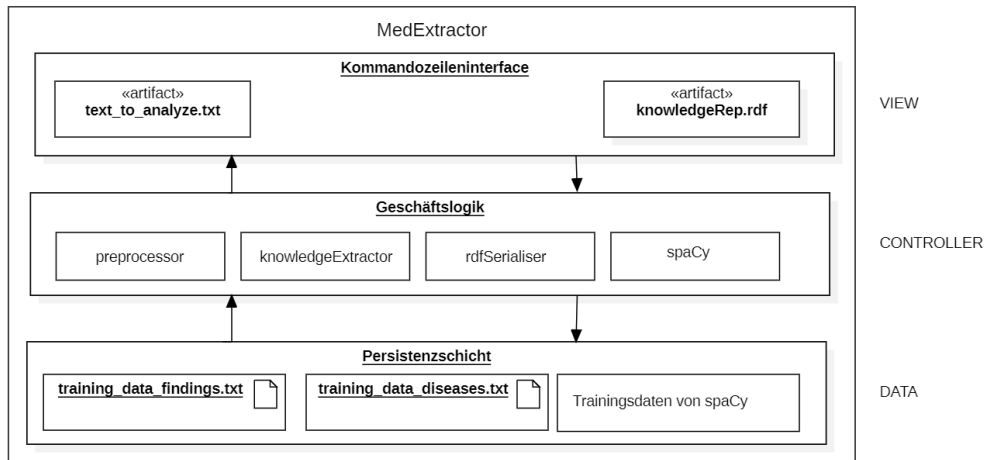 MedExtractor
Kommandozeileninterface
«artifact»
text_to_analyze.txt
«artifact»
knowledgeRep.rdf
VIEW
Geschäftslogik
preprocessor
knowledgeExtractor
rdfSerialiser
spaCy
CONTROLLER
Persistenzschicht
training_data_findings.txt
training_data_diseases.txt
Trainingsdaten von spaCy
DATA